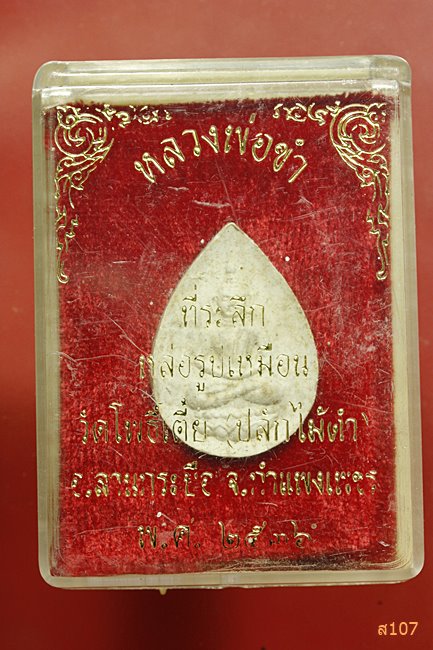 หลวงพ่อขำ
ที่ระลึก
หล่อรูปเหมือน
วัดโพธิ์เตี้ย (ปลักไม้ดำ)
อ.ลานกระบือ จ.กำแพงเพชร
พ.ศ. ๒๕๓๖
ส107